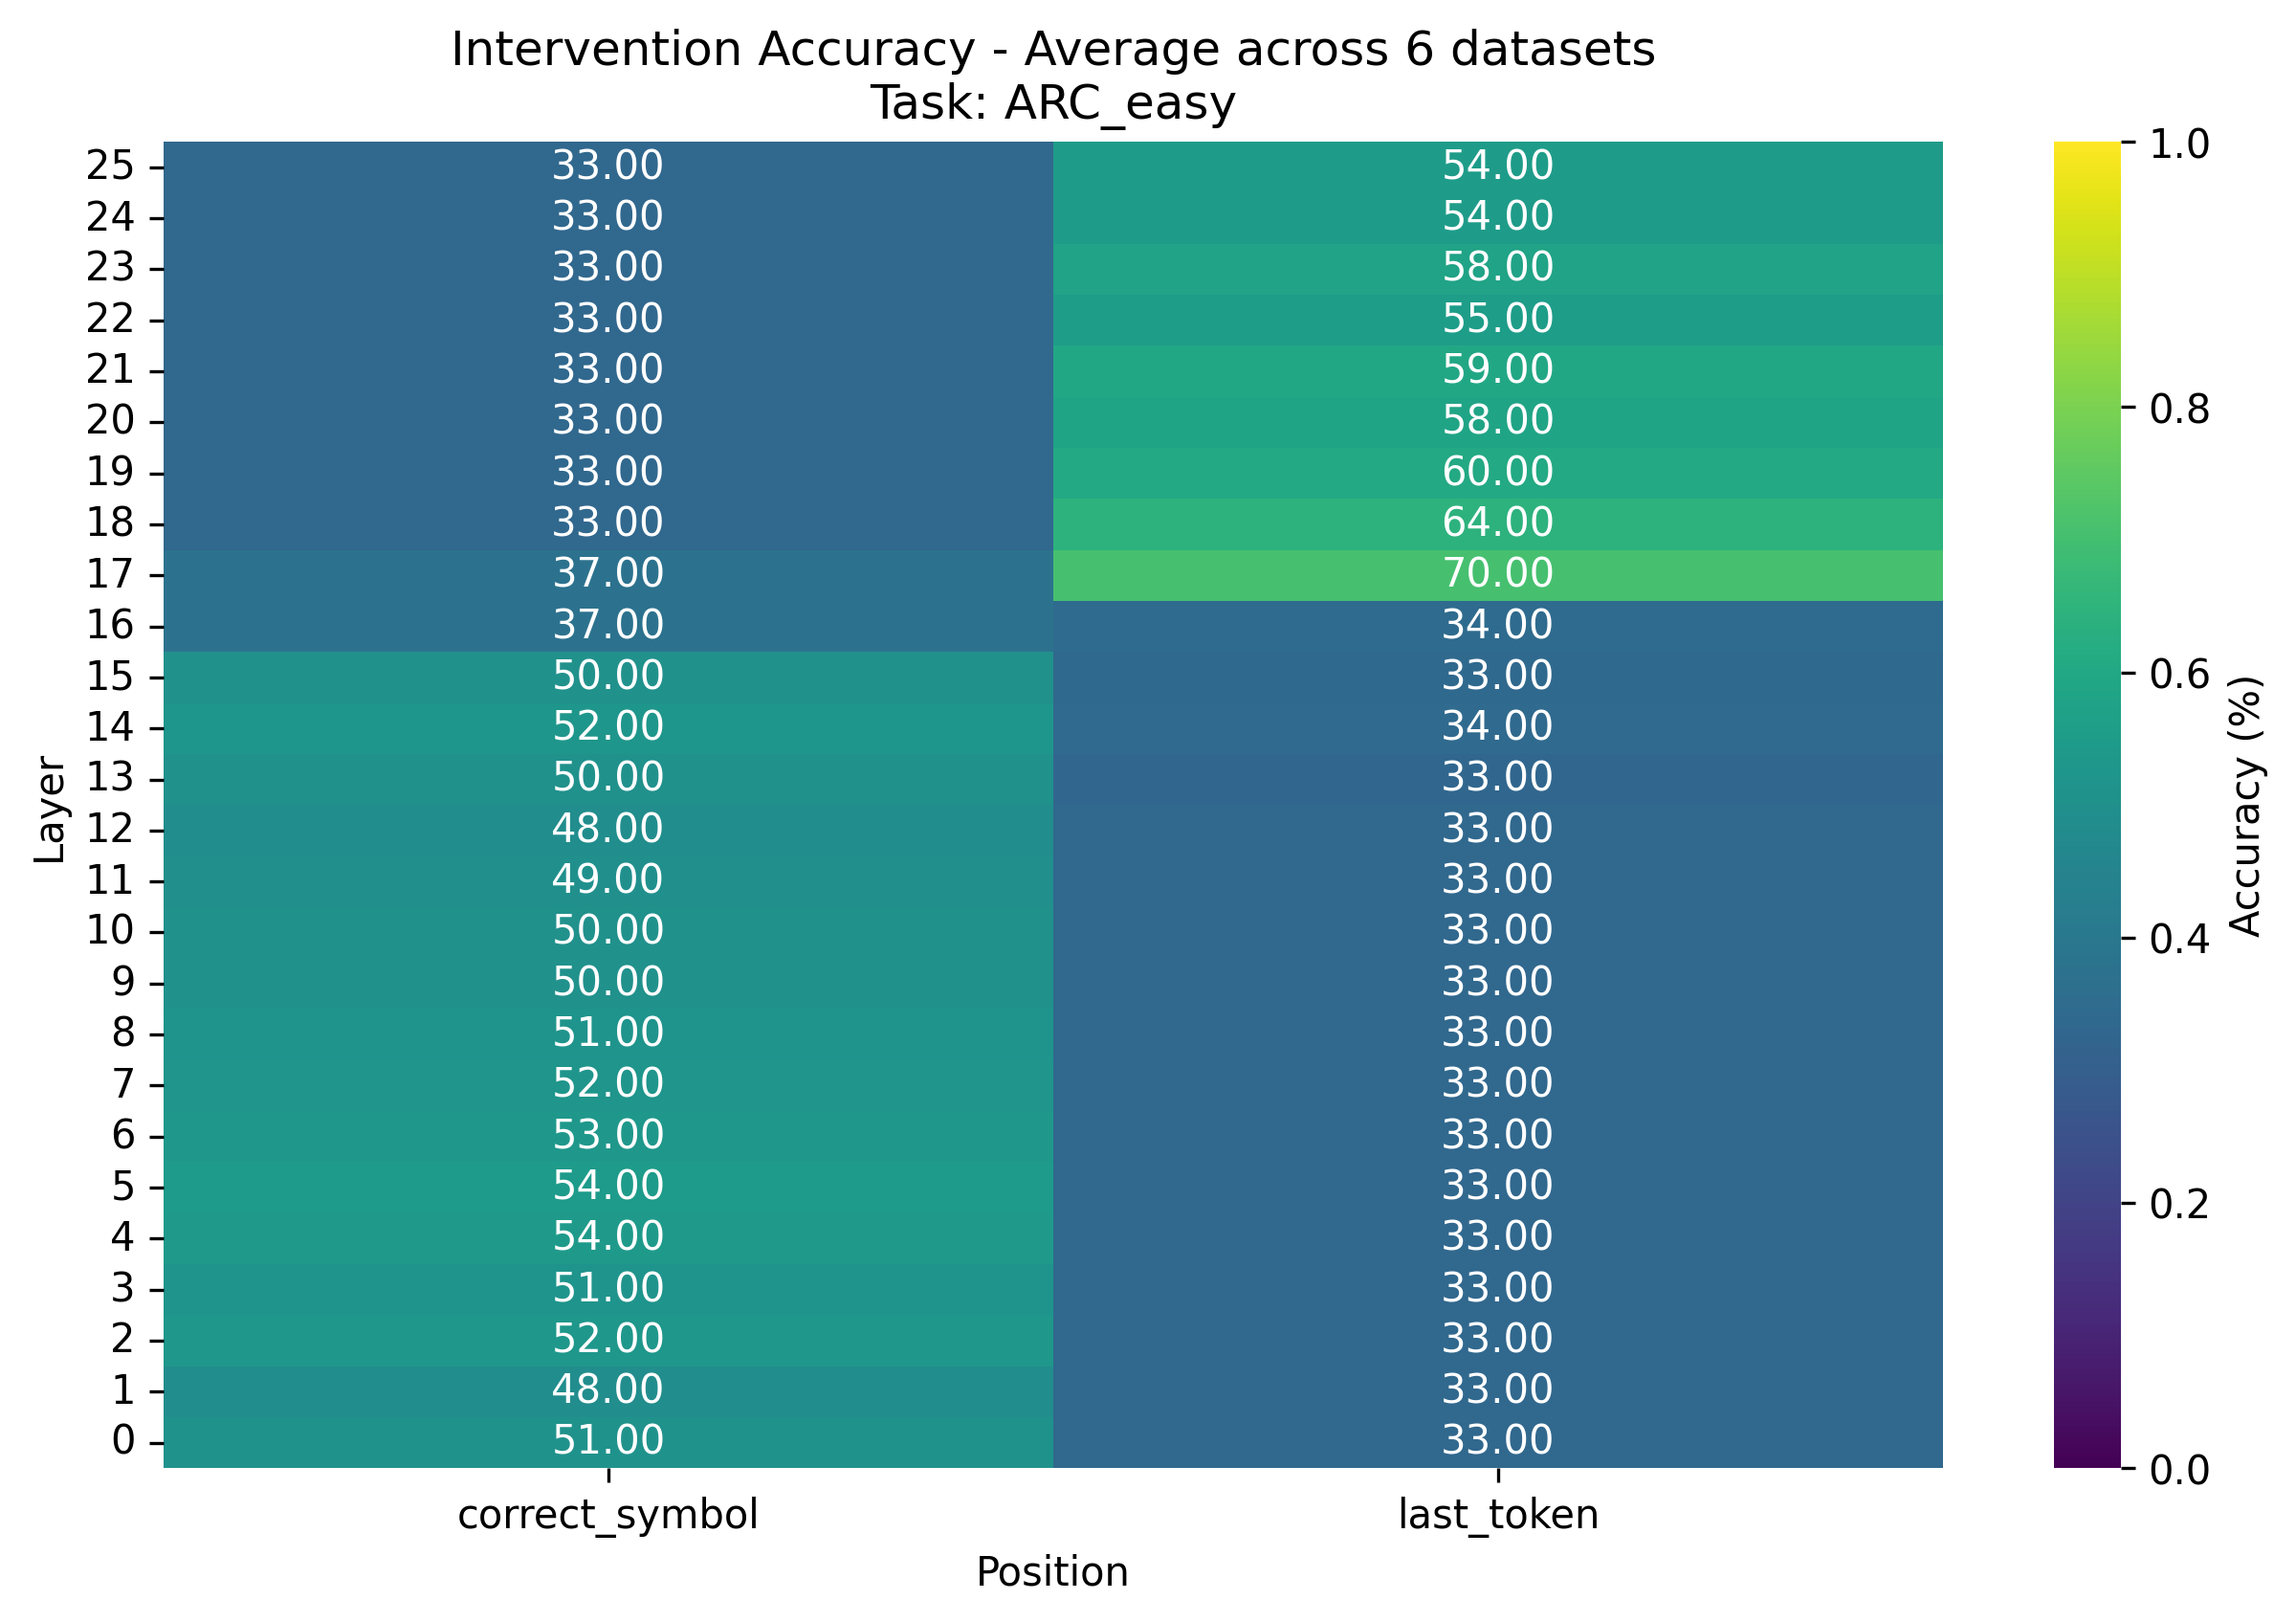 Intervention Accuracy - Average across 6 datasets
Task: ARC_easy
25 33.00 54.00 1.0
24 33.00 54.00
23 33.00 58.00
22 33.00 55.00
21 33.00 59.00
20 33.00 58.00 0.8
19 33.00 60.00
18 33.00 64.00
17 37.00 70.00
16 37.00 34.00
15 50.00 33.00 0.6
14 52.00 34.00
13 50.00 33.00
12 48.00 33.00
11 49.00 33.00
10 50.00 33.00 0.4
9 50.00 33.00
8 51.00 33.00
7 52.00 33.00
6 53.00 33.00
5 54.00 33.00 0.2
4 54.00 33.00
3 51.00 33.00
2 52.00 33.00
1 48.00 33.00
0 51.00 33.00 0.0
Layer
Accuracy (%)
correct_symbol last_token
Position